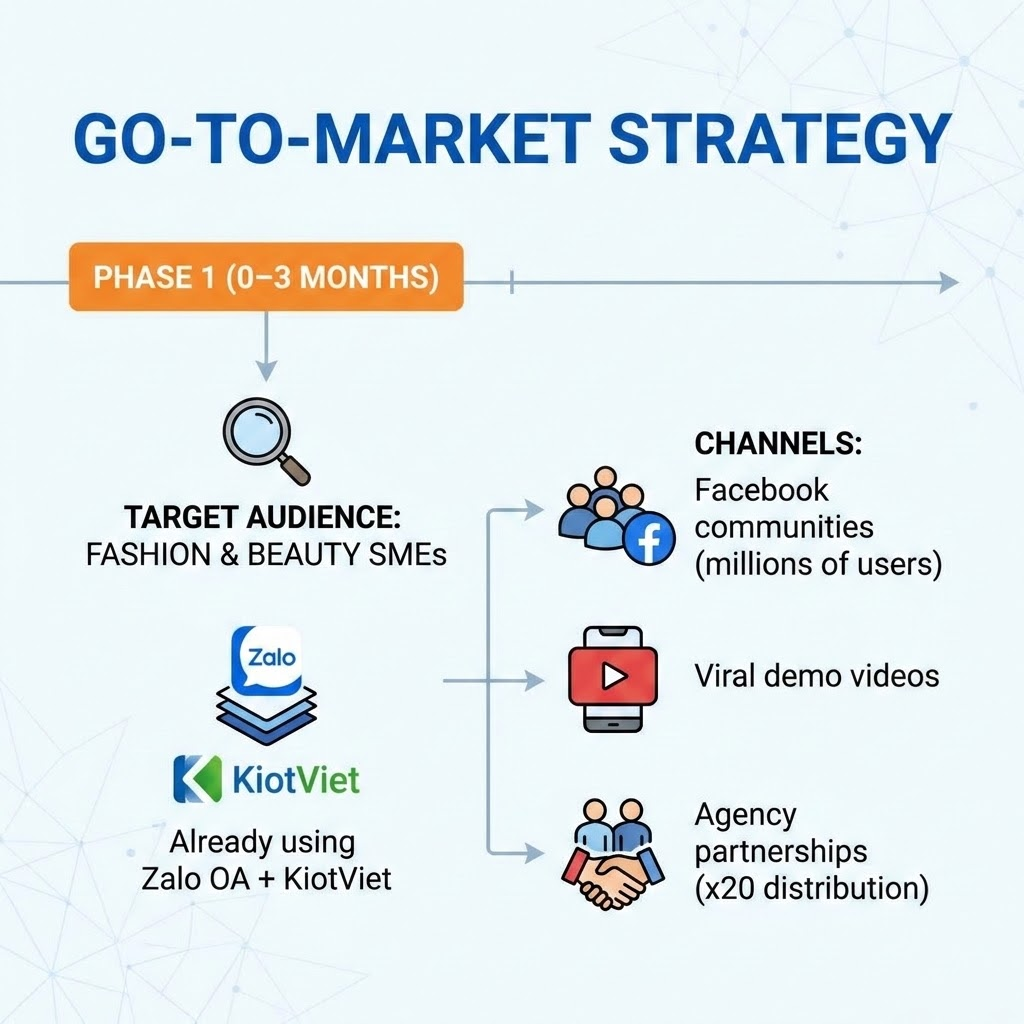 GO-TO-MARKET STRATEGY
PHASE 1 (0–3 MONTHS)
TARGET AUDIENCE:
FASHION & BEAUTY SMEs
Zalo
KiotViet
Already using
Zalo OA + KiotViet
CHANNELS:
Facebook
communities
(millions of users)
Viral demo videos
Agency
partnerships
(x20 distribution)